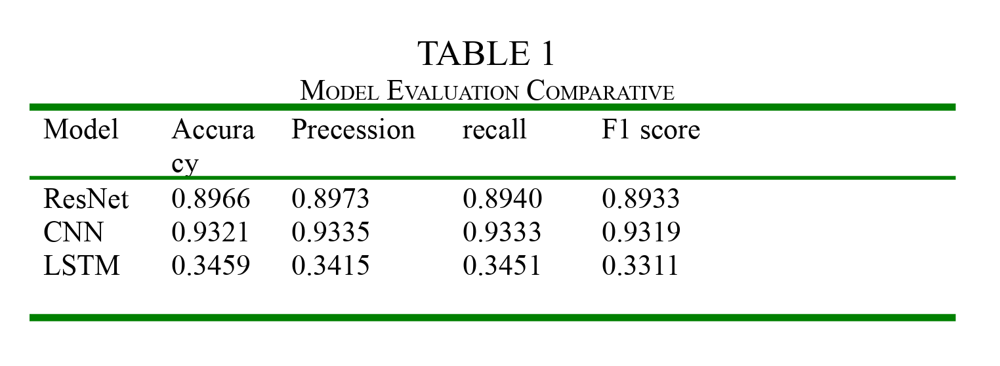 TABLE 1
MODEL EVALUATION COMPARATIVE
Model Accura Precession recall F1 score
cy
ResNet 0.8966 0.8973 0.8940 0.8933
CNN 0.9321 0.9335 0.9333 0.9319
LSTM 0.3459 0.3415 0.3451 0.3311